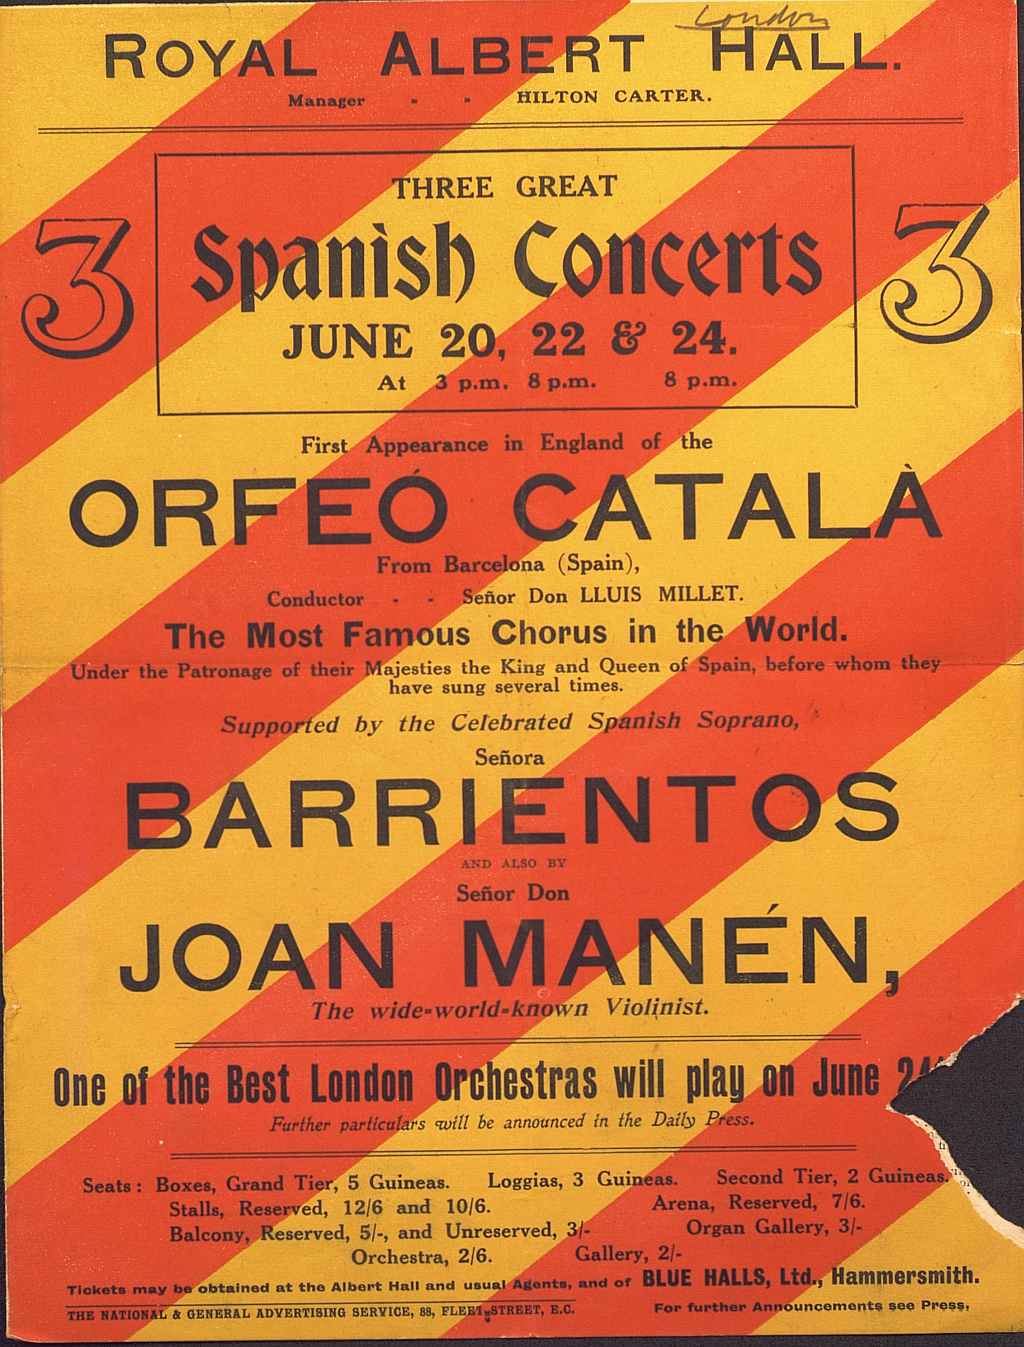 London
ROYAL ALBERT HALL.
Manager - - HILTON CARTER.
THREE GREAT
3 Spanish Concerts 3
JUNE 20, 22 & 24.
At 3 p.m. 8 p.m. 8 p.m.
First Appearance in England of the
ORFEÓ CATALÀ
From Barcelona (Spain),
Conductor - - Señor Don LLUIS MILLET.
The Most Famous Chorus in the World.
Under the Patronage of their Majesties the King and Queen of Spain, before whom they
have sung several times.
Supported by the Celebrated Spanish Soprano,
Señora
BARRIENTOS
AND ALSO BY
Señor Don
JOAN MANÉN,
The wide-world-known Violinist.
One of the Best London Orchestras will play on June 24
Further particulars will be announced in the Daily Press.
Seats: Boxes, Grand Tier, 5 Guineas. Loggias, 3 Guineas. Second Tier, 2 Guineas.
Stalls, Reserved, 12/6 and 10/6. Arena, Reserved, 7/6.
Balcony, Reserved, 5/-, and Unreserved, 3/- Organ Gallery, 3/-
Orchestra, 2/6. Gallery, 2/-
Tickets may be obtained at the Albert Hall and usual Agents, and of BLUE HALLS, Ltd., Hammersmith.
THE NATIONAL & GENERAL ADVERTISING SERVICE, 88, FLEET STREET, E.C. For further Announcements see Press.